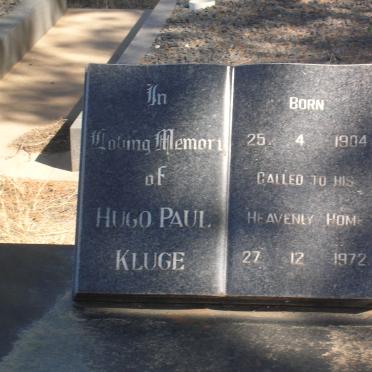 In
Loving Memory
of
HUGO PAUL
KLUGE
BORN
25 4 1904
CALLED TO HIS
HEAVENLY HOME
27 12 1972